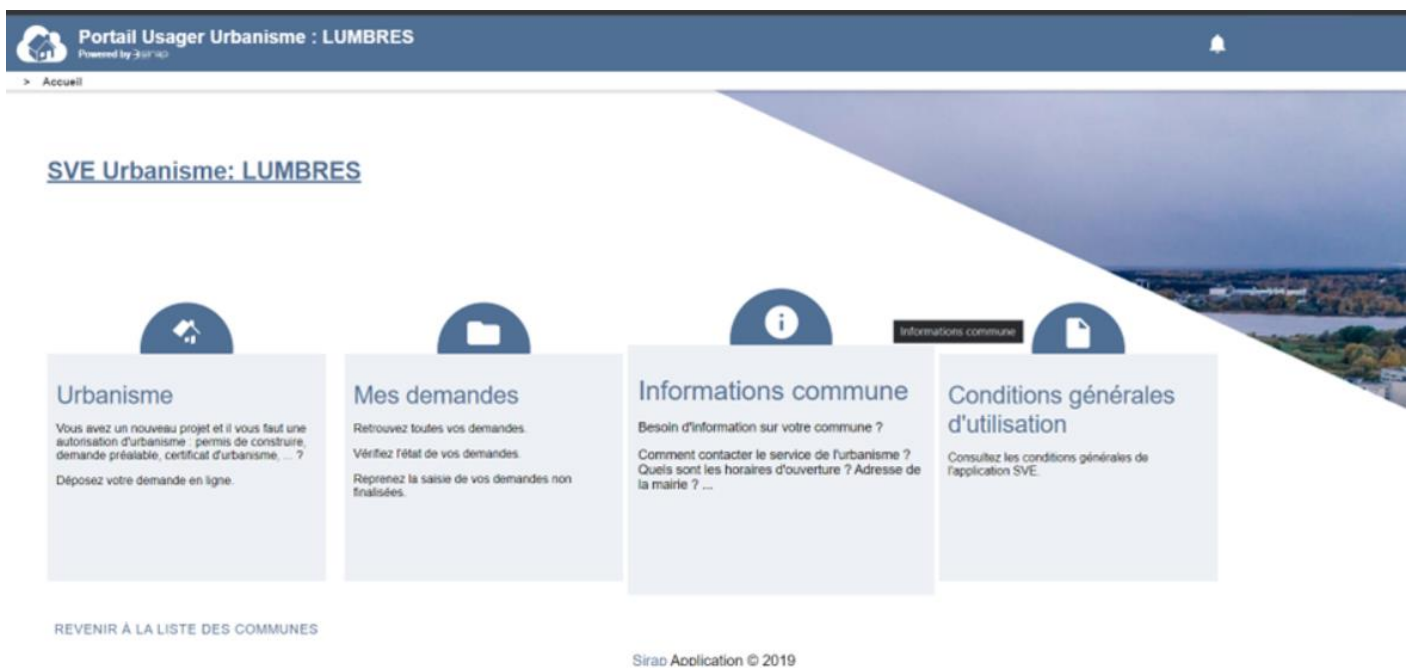 Portail Usager Urbanisme : LUMBRES
Powered by sirap
> Accueil
SVE Urbanisme: LUMBRES
Informations commune
Urbanisme
Vous avez un nouveau projet et il vous faut une
autorisation d'urbanisme : permis de construire,
demande préalable, certificat d'urbanisme, ... ?
Déposez votre demande en ligne.
Mes demandes
Retrouvez toutes vos demandes.
Vérifiez l'état de vos demandes.
Reprenez la saisie de vos demandes non
finalisées.
Informations commune
Besoin d'information sur votre commune ?
Comment contacter le service de l'urbanisme ?
Quels sont les horaires d'ouverture ? Adresse de
la mairie ? ...
Conditions générales
d'utilisation
Consultez les conditions générales de
l'application SVE.
REVENIR À LA LISTE DES COMMUNES
Sirap Application © 2019